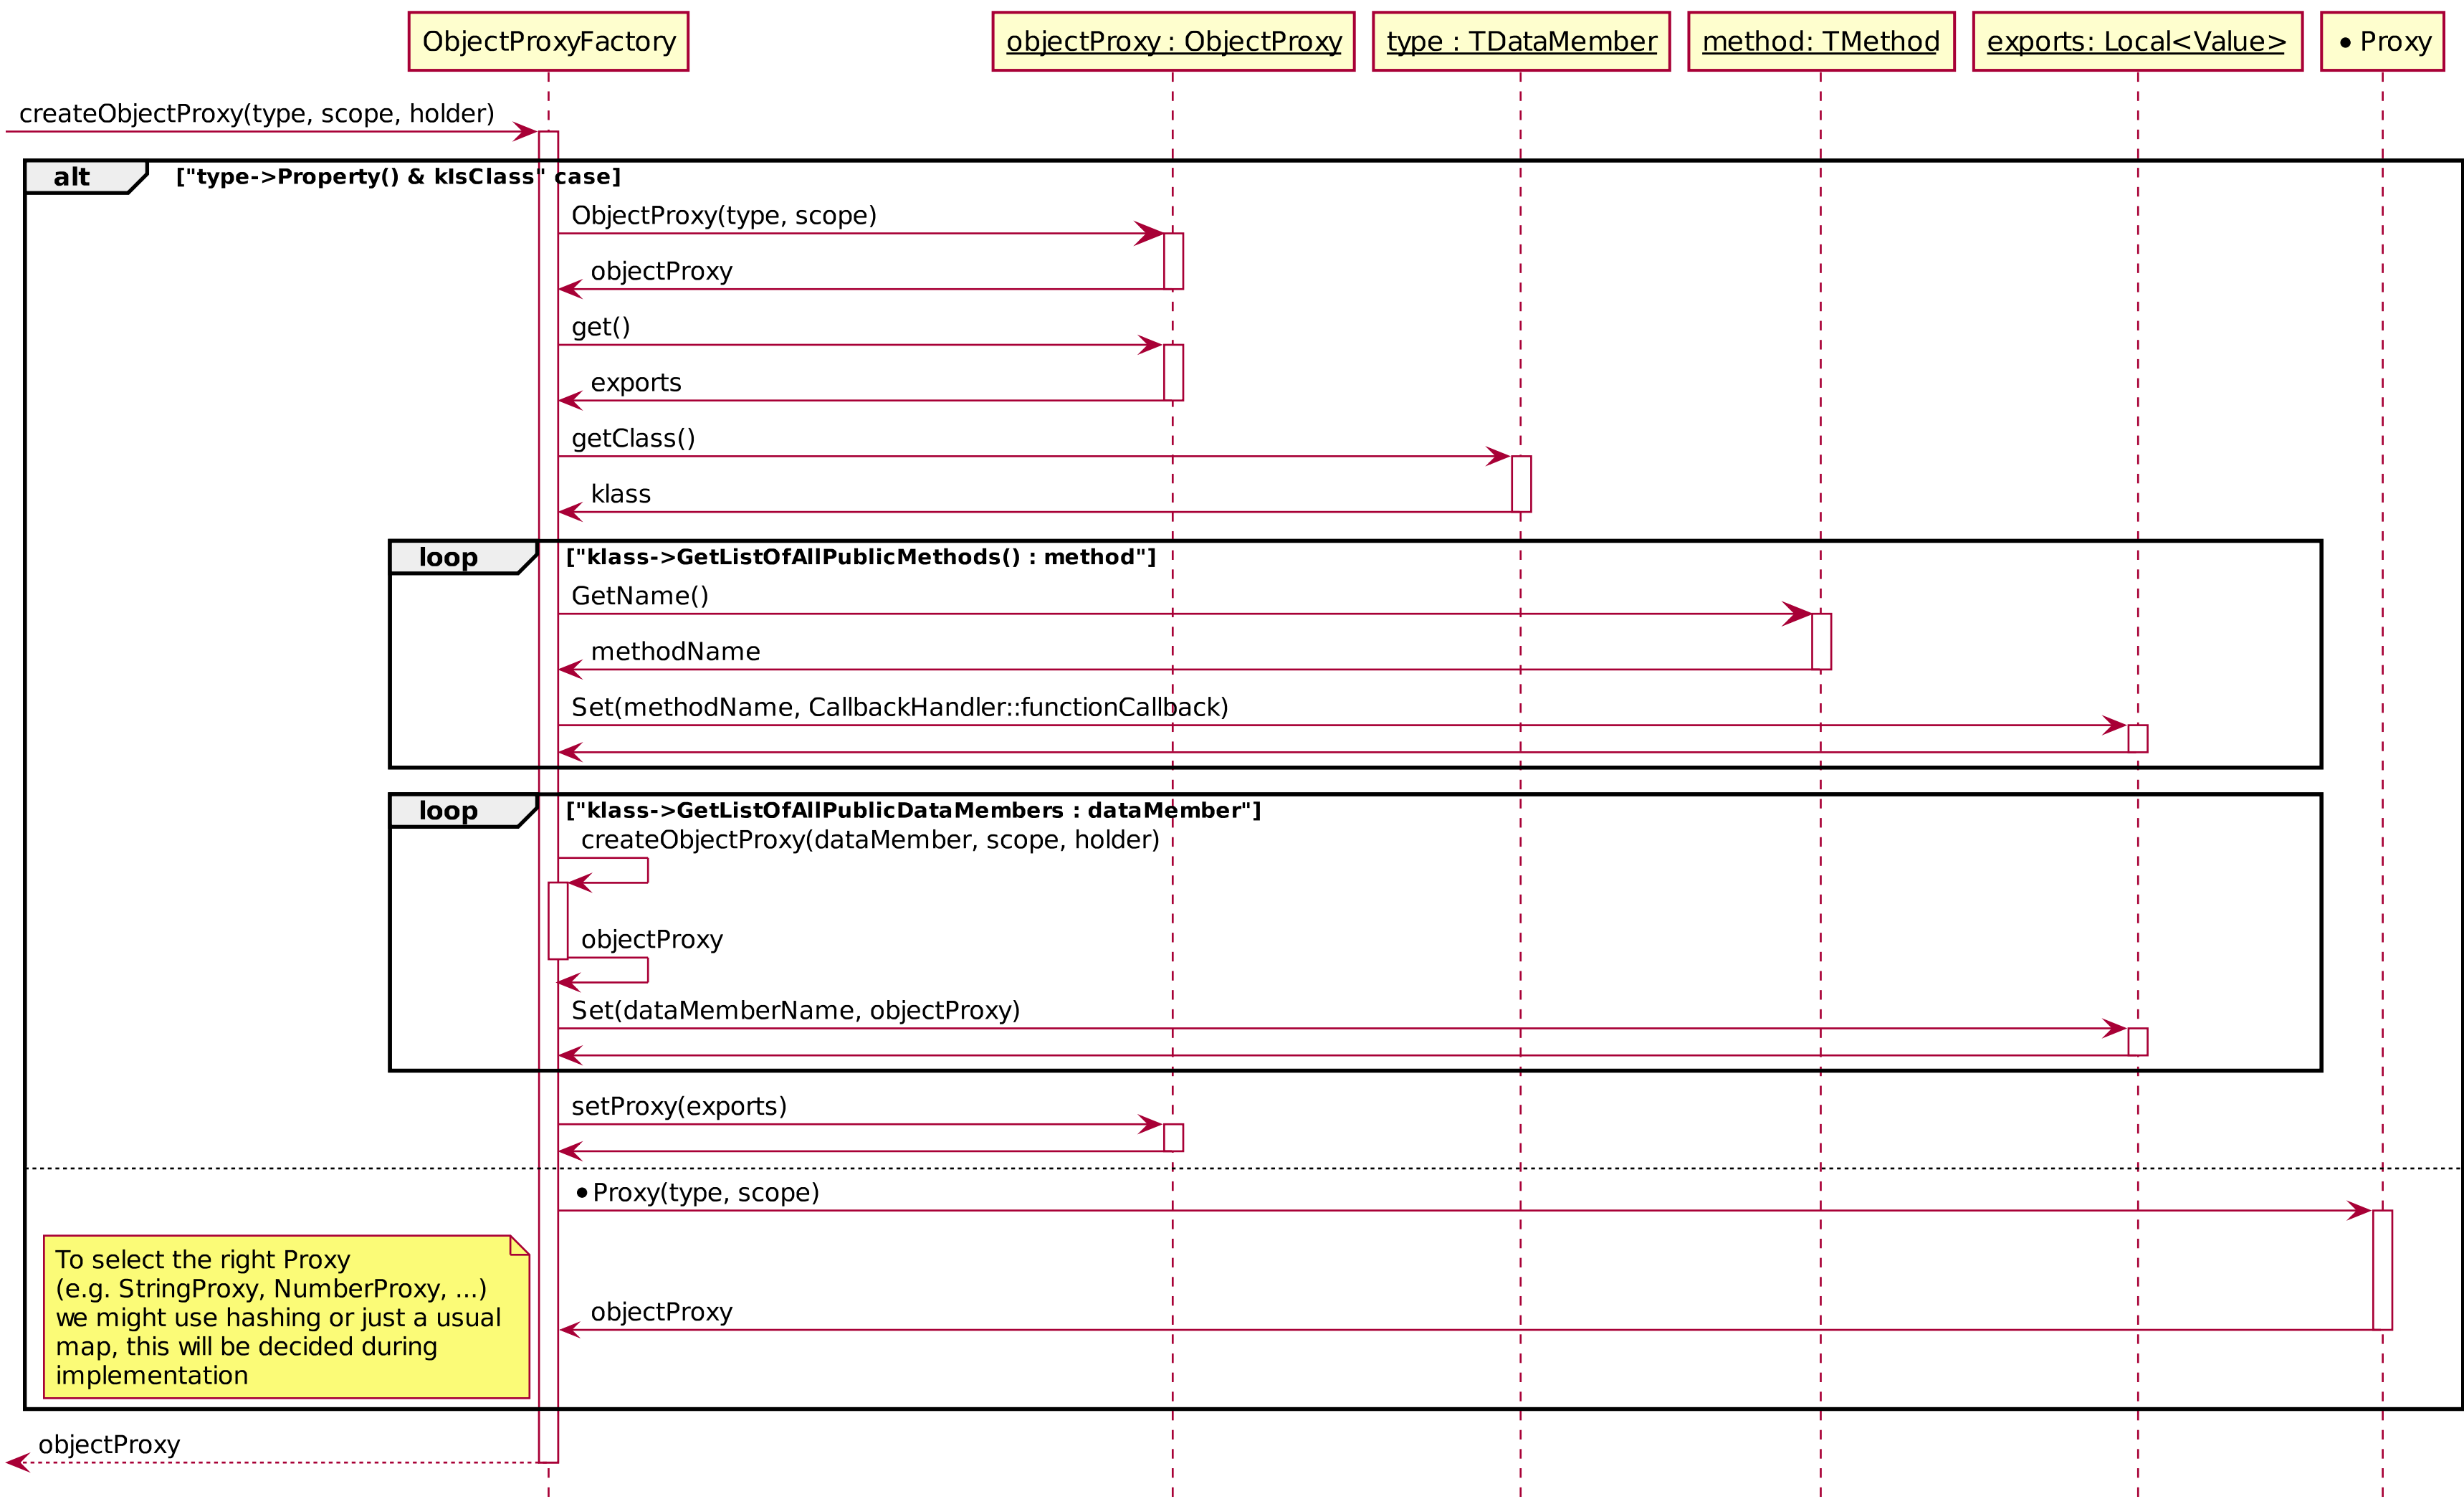 ObjectProxyFactory
objectProxy : ObjectProxy
type : TDataMember
method: TMethod
exports: Local<Value>
• Proxy
createObjectProxy(type, scope, holder)
alt ["type->Property() & kIsClass" case]
ObjectProxy(type, scope)
objectProxy
get()
exports
getClass()
klass
loop ["klass->GetListOfAllPublicMethods() : method"]
GetName()
methodName
Set(methodName, CallbackHandler::functionCallback)
loop ["klass->GetListOfAllPublicDataMembers : dataMember"]
createObjectProxy(dataMember, scope, holder)
objectProxy
Set(dataMemberName, objectProxy)
setProxy(exports)
•Proxy(type, scope)
To select the right Proxy
(e.g. StringProxy, NumberProxy, ...)
we might use hashing or just a usual
map, this will be decided during
implementation
objectProxy
objectProxy